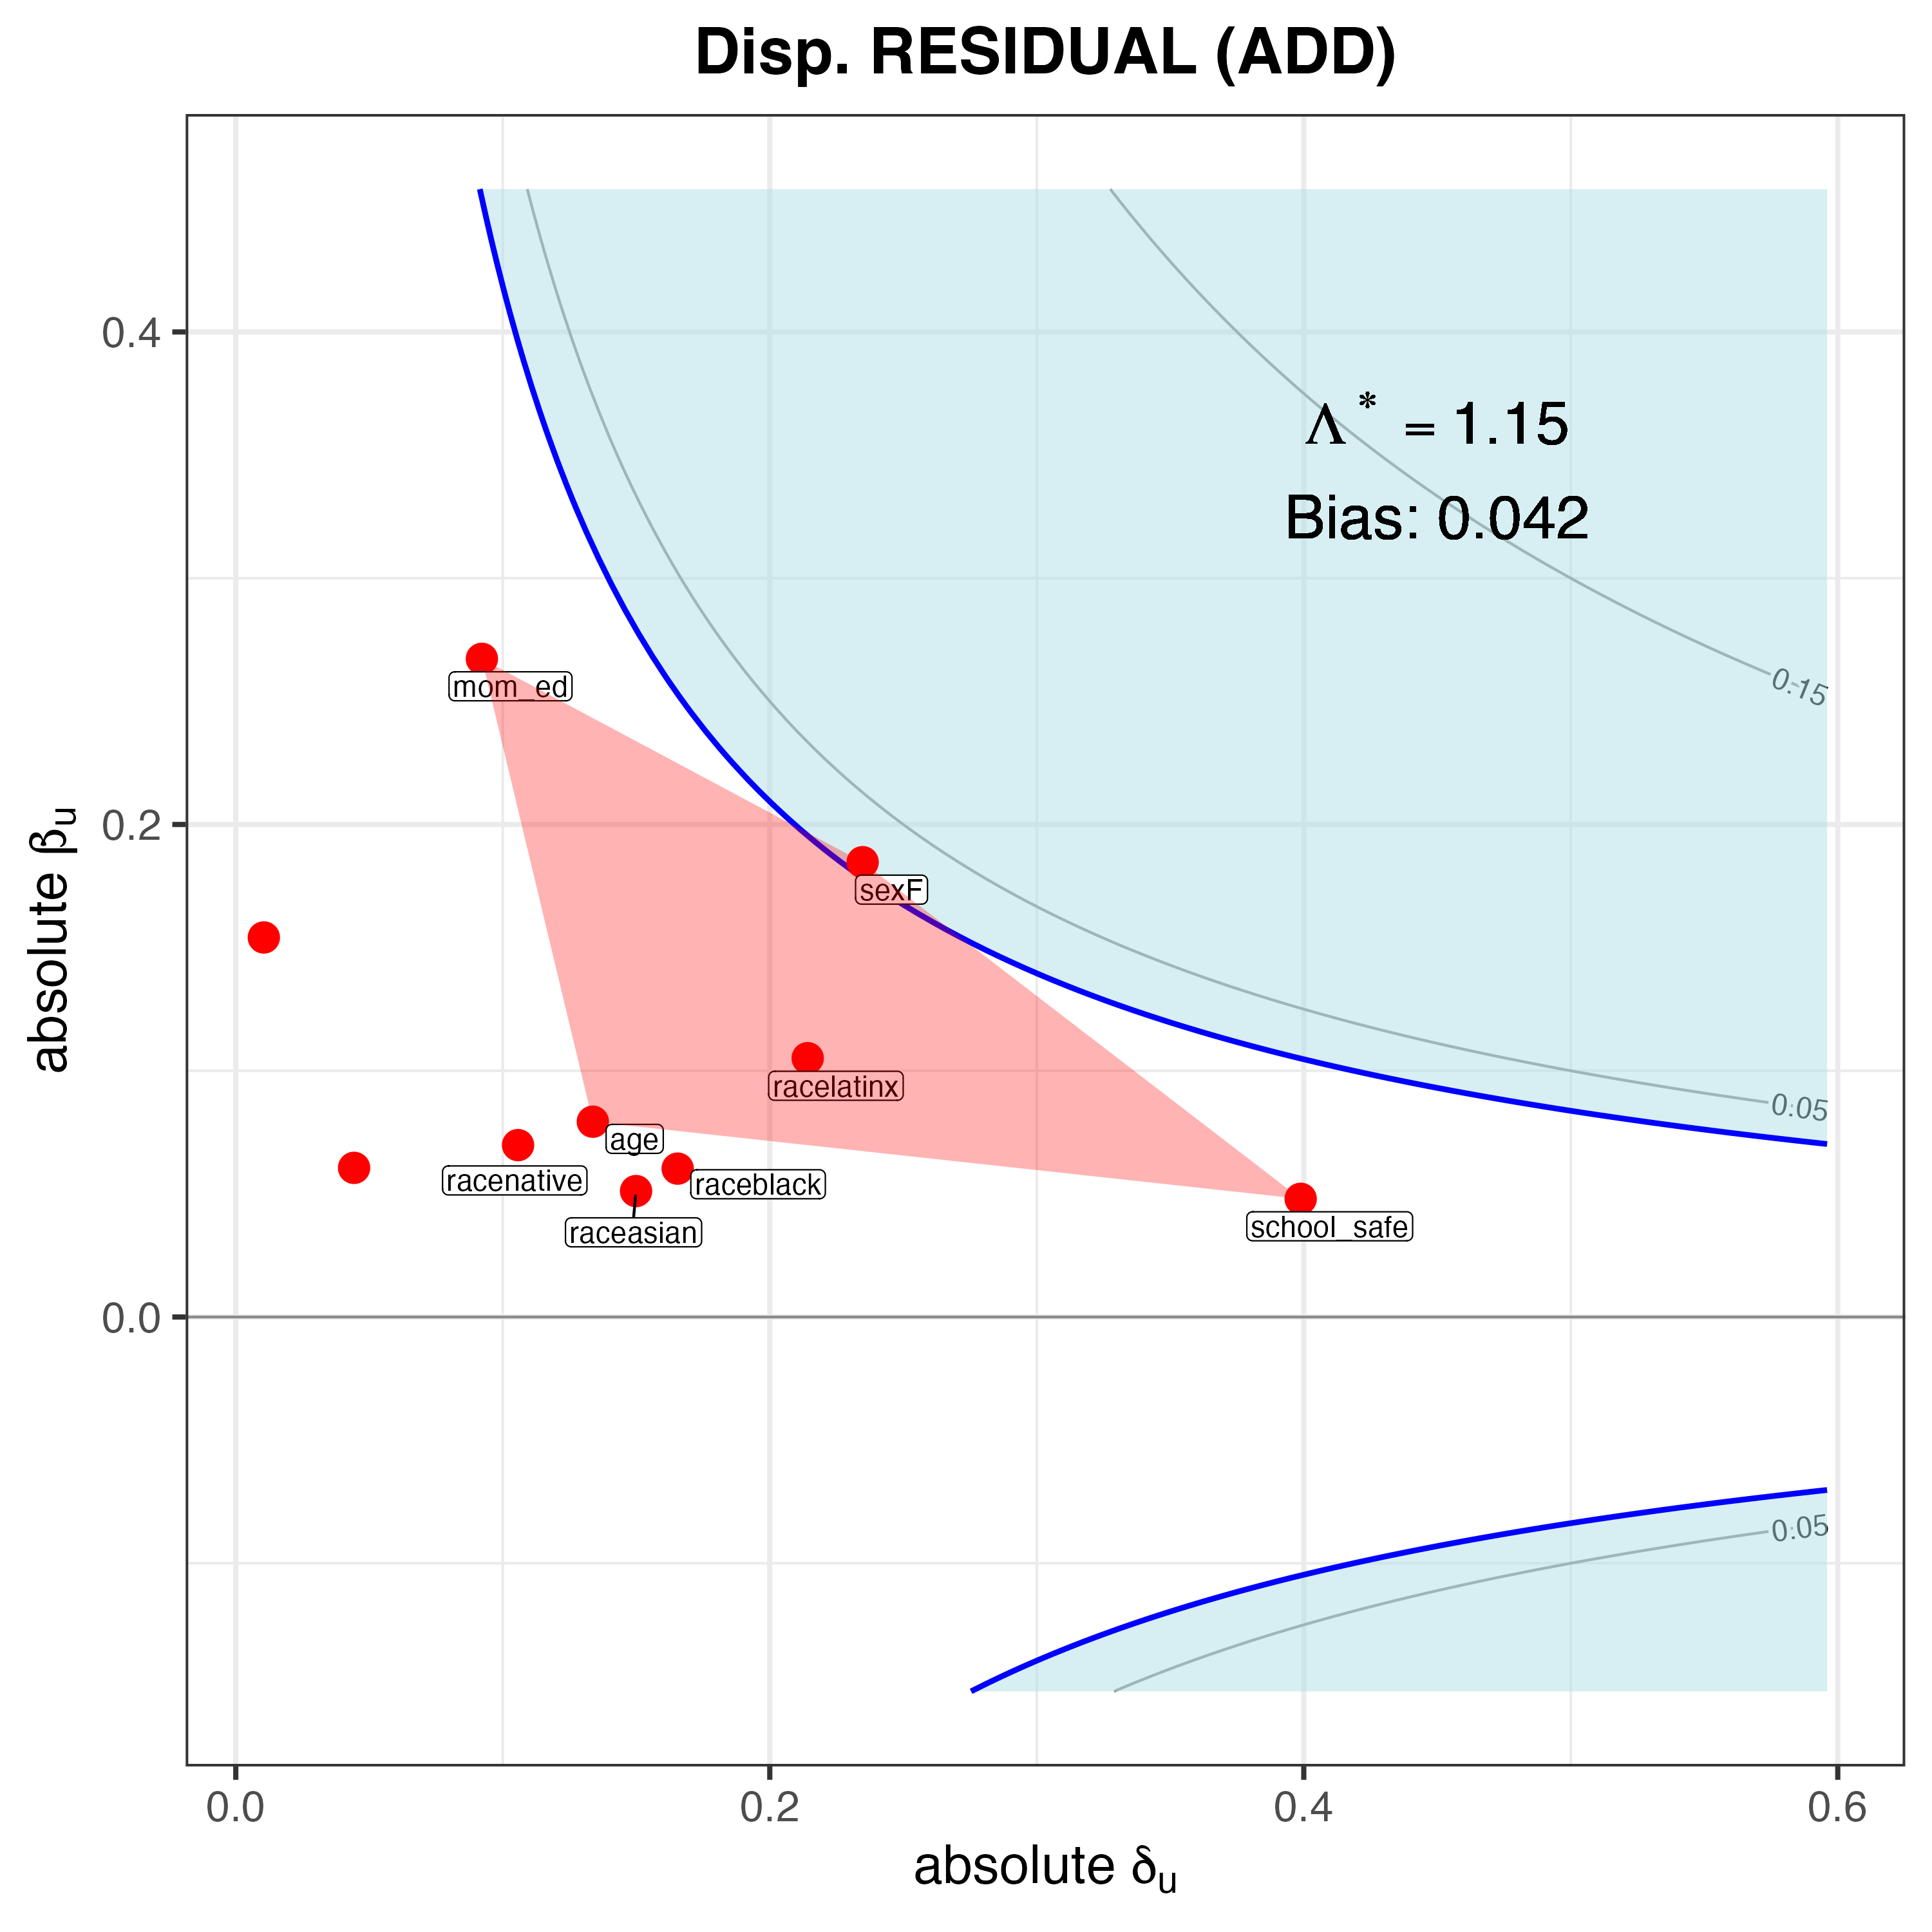 Disp. RESIDUAL (ADD)
absolute βu
0.4
0.2
0.0
Λ* = 1.15
Bias: 0.042
0.15
mom_ed
sexF
racelatinx
0.05
age
racenative
raceblack
raceasian
school_safe
0.05
0.0 0.2 0.4 0.6
absolute δu